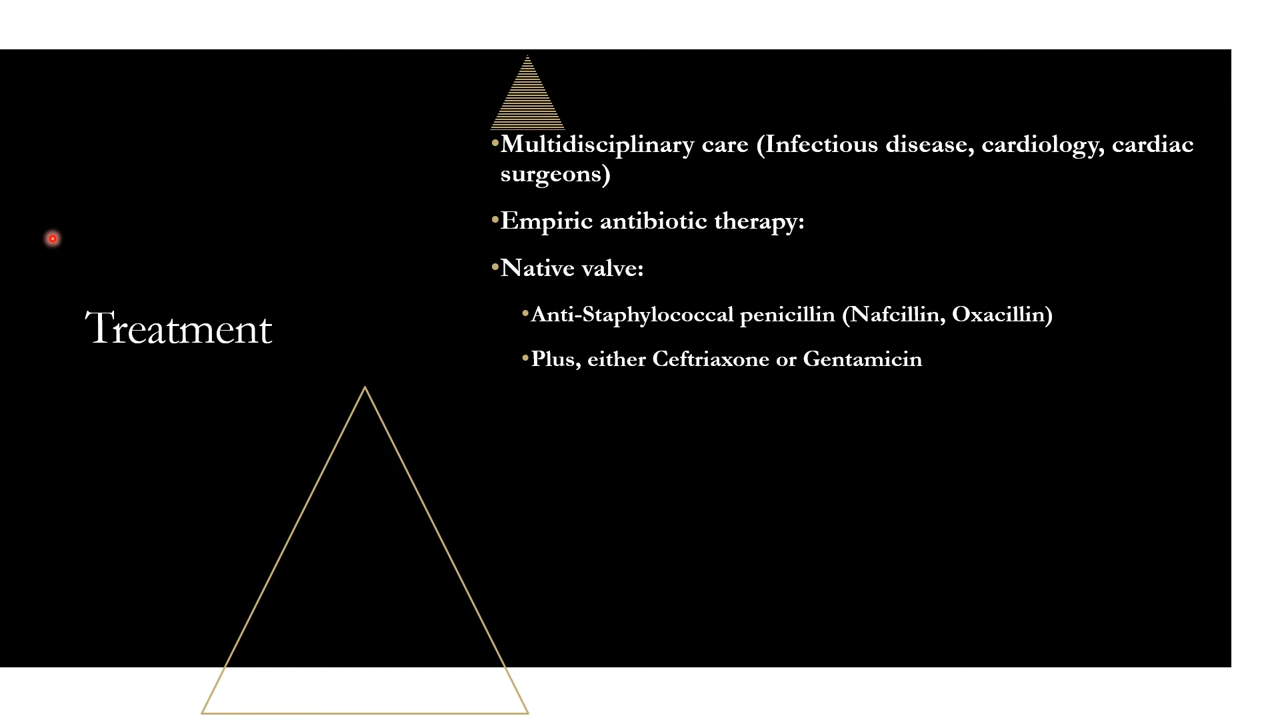 Treatment
•Multidisciplinary care (Infectious disease, cardiology, cardiac
surgeons)
•Empiric antibiotic therapy:
•Native valve:
•Anti-Staphylococcal penicillin (Nafcillin, Oxacillin)
•Plus, either Ceftriaxone or Gentamicin